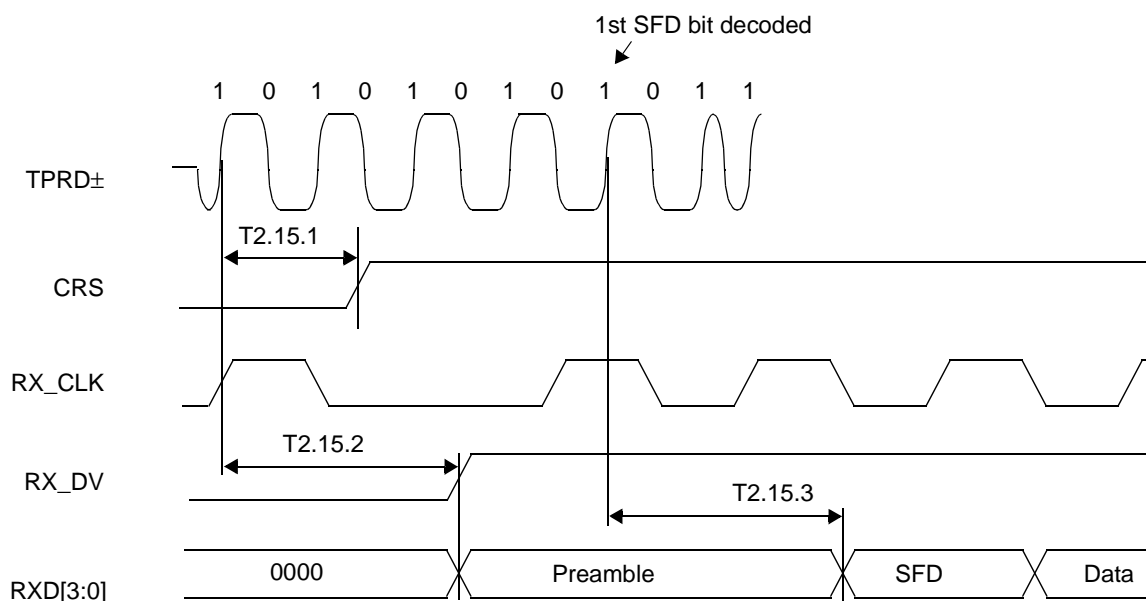 1st SFD bit decoded
1 0 1 0 1 0 1 0 1 0 1 1
TPRD±
T2.15.1
CRS
RX_CLK
T2.15.2
RX_DV
T2.15.3
0000 Preamble SFD Data
RXD[3:0]